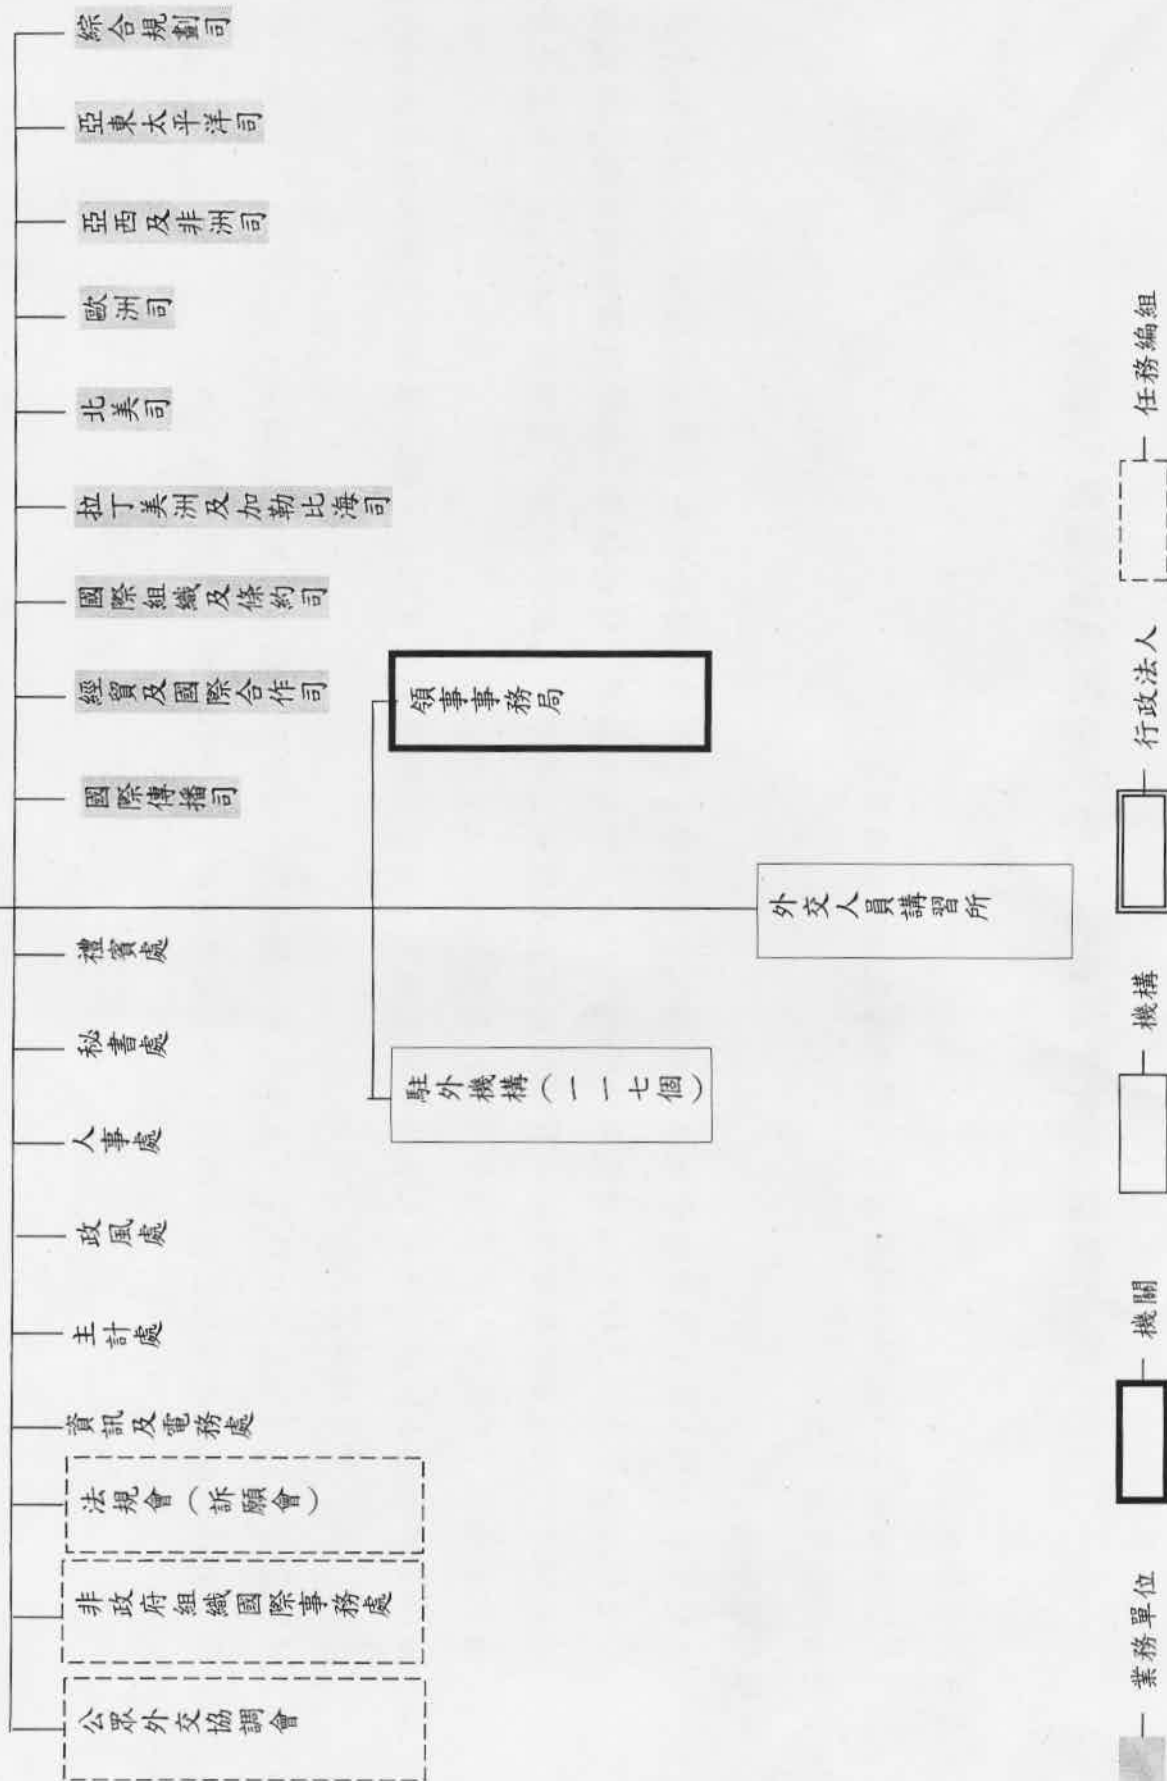 綜合規劃司
亞東太平洋司
亞西及非洲司
歐洲司
北美司
拉丁美洲及加勒比海司
國際組織及條約司
經貿及國際合作司
國際傳播司
禮賓處
秘書處
人事處
政風處
主計處
資訊及電務處
法規會（訴願會）
非政府組織國際事務處
公眾外交協調會
領事事務局
駐外機構（一一七個）
外交人員講習所
業務單位
機關
機構
行政法人
任務編組